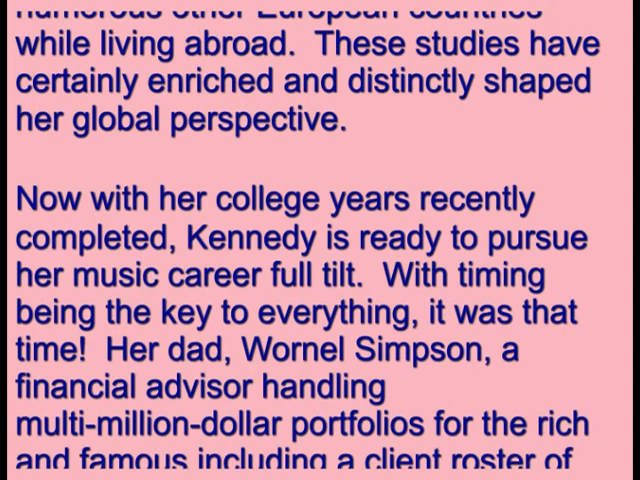 numerous other European countries
while living abroad.  These studies have
certainly enriched and distinctly shaped
her global perspective.
Now with her college years recently
completed, Kennedy is ready to pursue
her music career full tilt.  With timing
being the key to everything, it was that
time!  Her dad, Wornel Simpson, a
financial advisor handling
multi-million-dollar portfolios for the rich
and famous including a client roster of